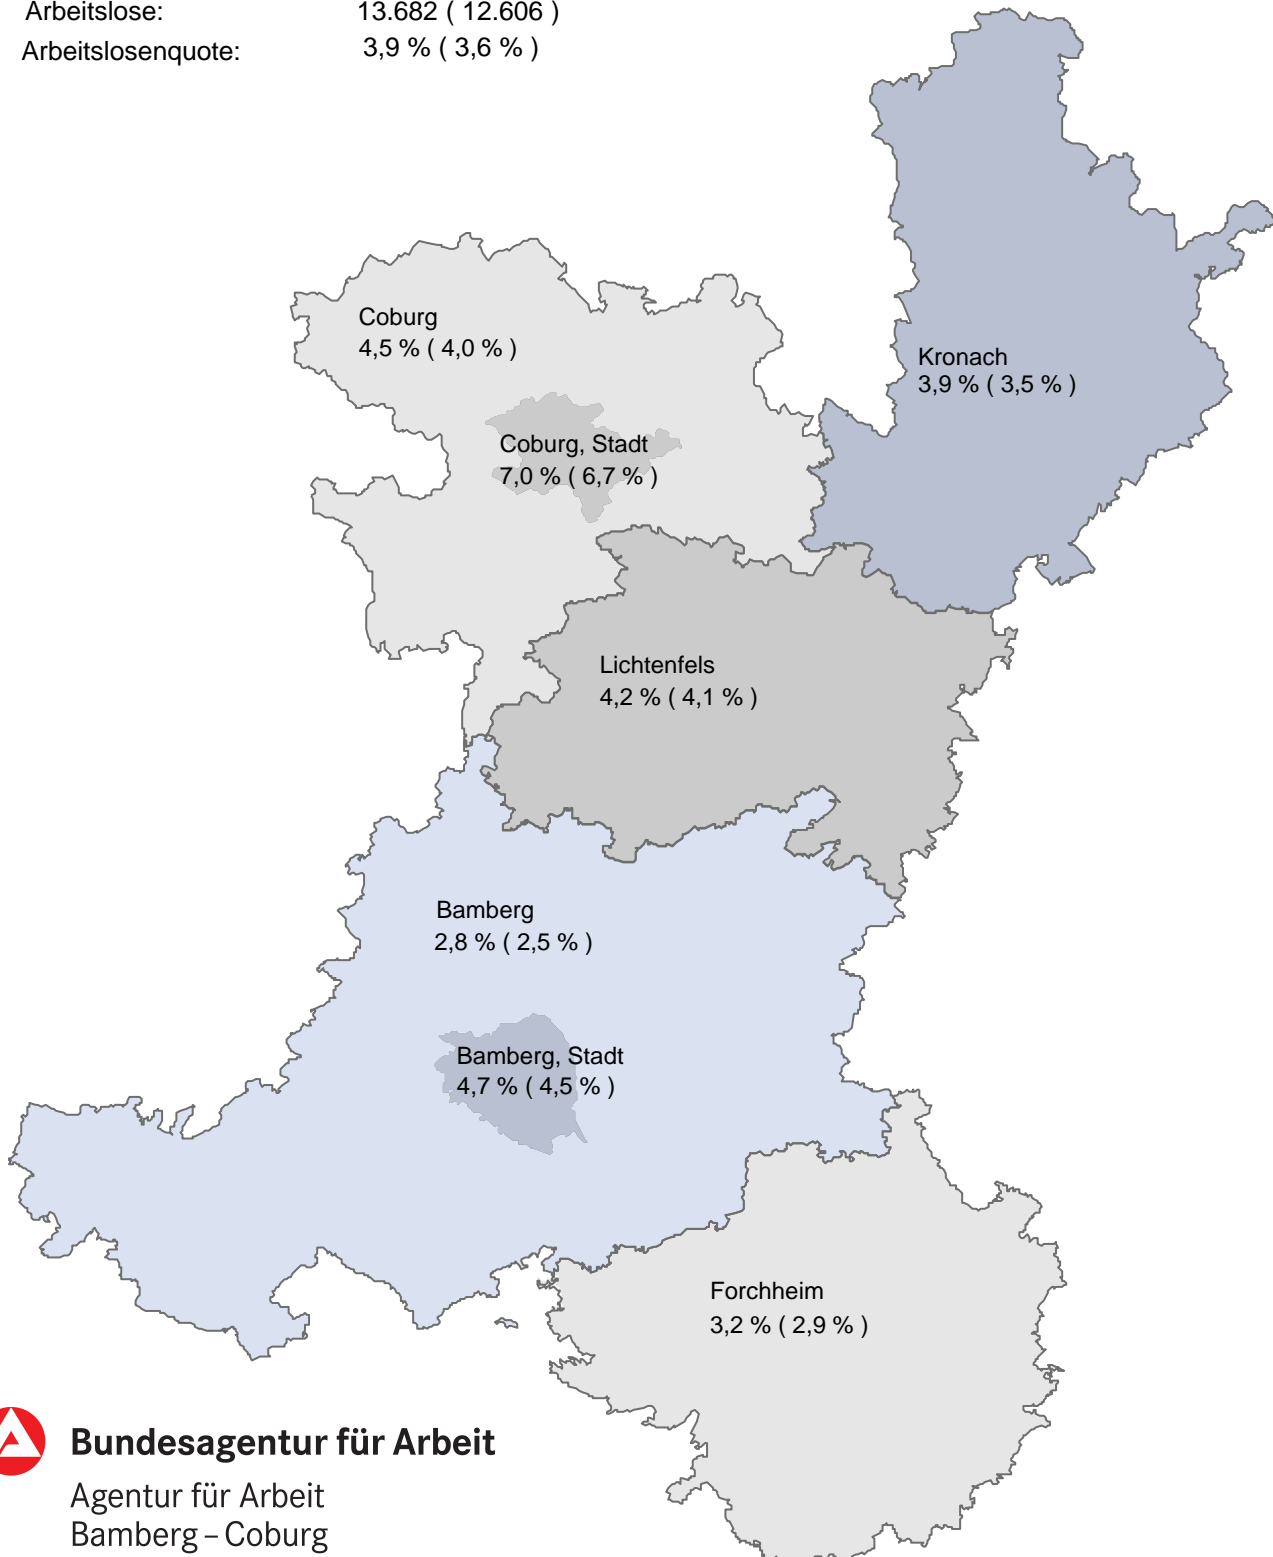 Arbeitslose: 13.682 ( 12.606 )
Arbeitslosenquote: 3,9 % ( 3,6 % )
Coburg
4,5 % ( 4,0 % )
Kronach
3,9 % ( 3,5 % )
Coburg, Stadt
7,0 % ( 6,7 % )
Lichtenfels
4,2 % ( 4,1 % )
Bamberg
2,8 % ( 2,5 % )
Bamberg, Stadt
4,7 % ( 4,5 % )
Forchheim
3,2 % ( 2,9 % )
Bundesagentur für Arbeit
Agentur für Arbeit
Bamberg – Coburg